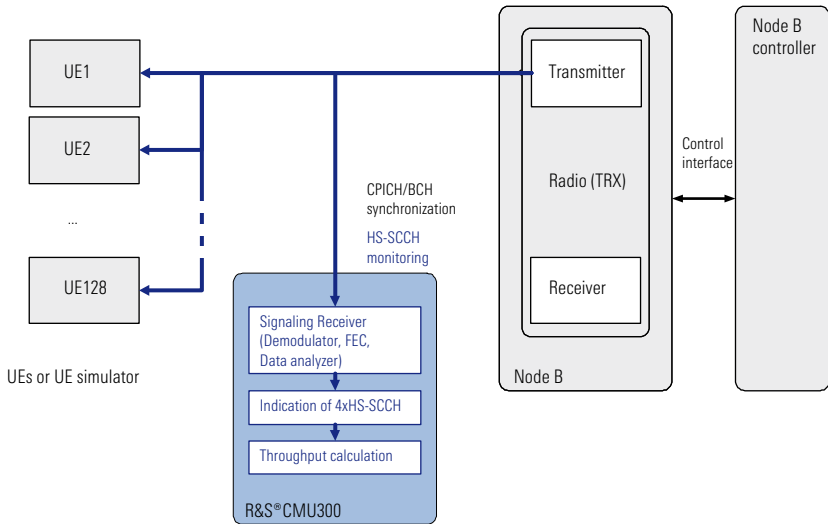 UE1
UE2
...
UE128
UEs or UE simulator
CPICH/BCH
synchronization
HS-SCCH
monitoring
Signaling Receiver
(Demodulator, FEC,
Data analyzer)
Indication of 4xHS-SCCH
Throughput calculation
R&S®CMU300
Transmitter
Radio (TRX)
Receiver
Node B
Control
interface
Node B
controller